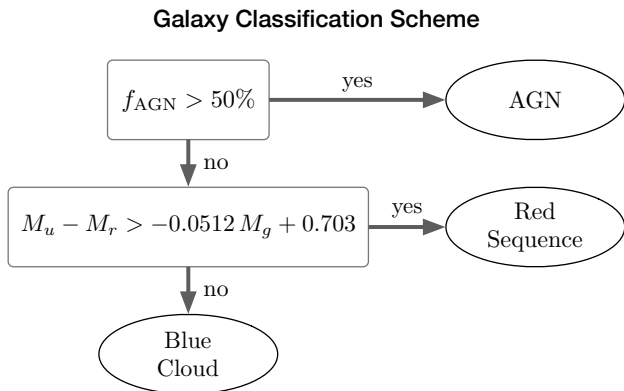 Galaxy Classification Scheme
f_AGN > 50%
yes
AGN
no
M_u − M_r > −0.0512 M_g + 0.703
yes
Red
Sequence
no
Blue
Cloud